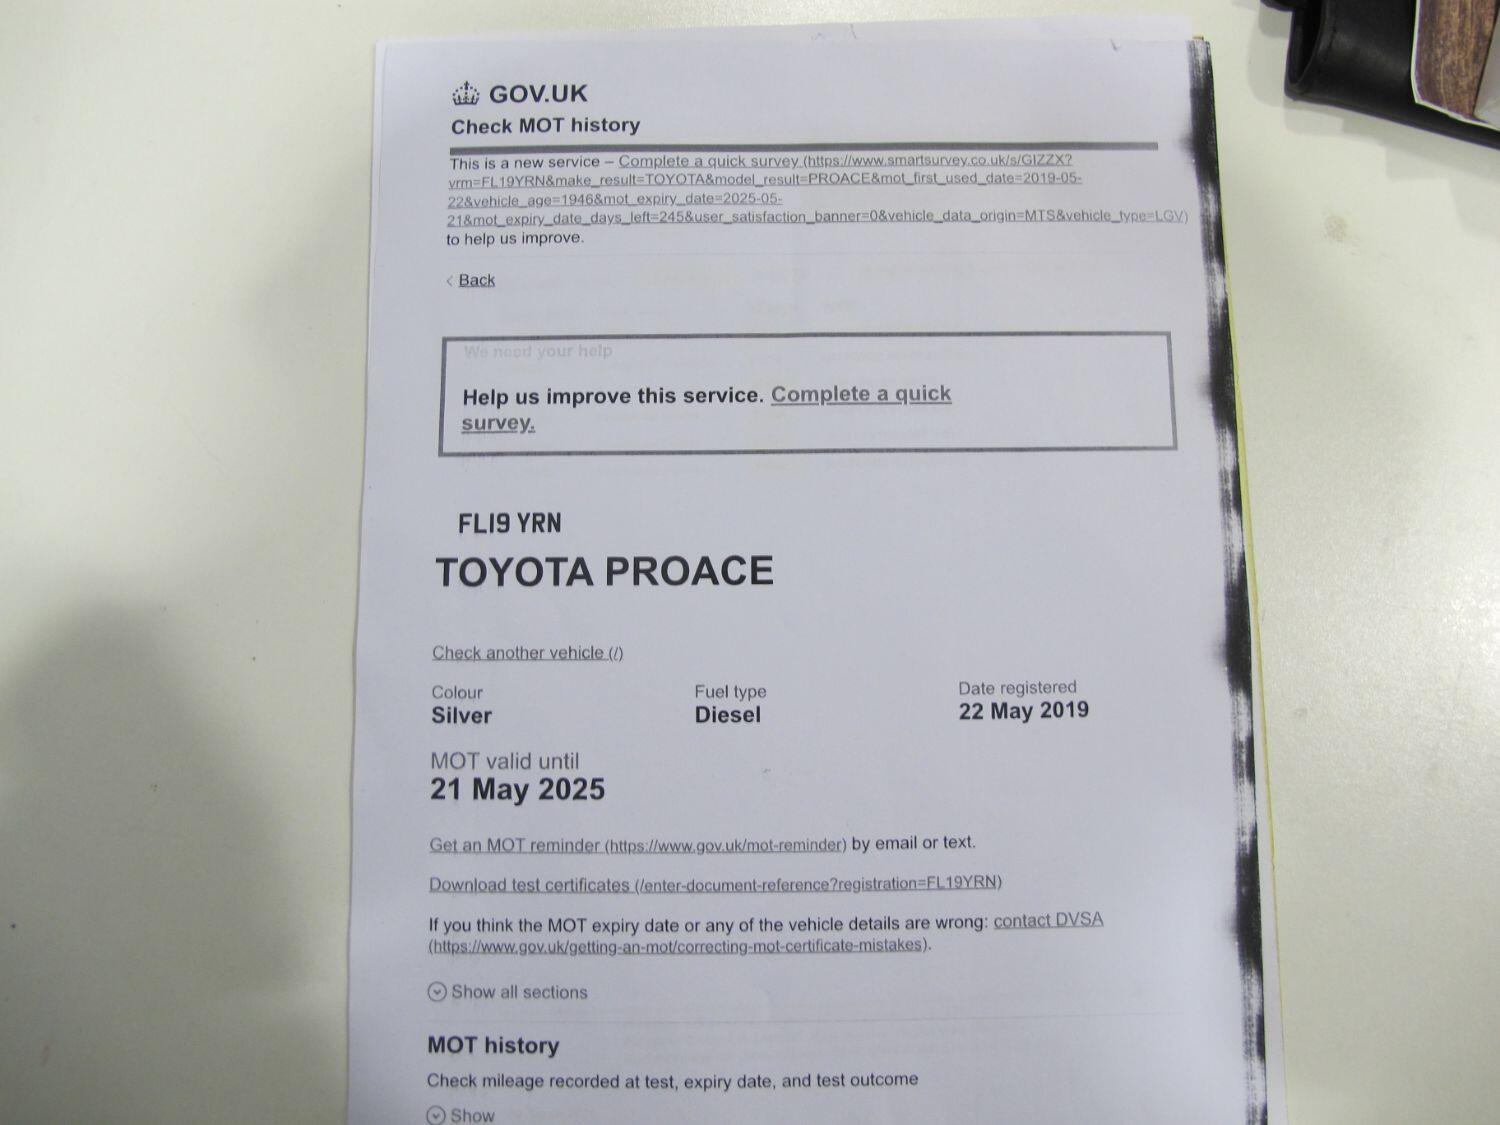 GOV.UK
Check MOT history
This is a new service – Complete a quick survey (https://www.smartsurvey.co.uk/s/GIZZX?
vrm=FL19YRN&make_result=TOYOTA&model_result=PROACE&mot_first_used_date=2019-05-
22&vehicle_age=1946&mot_expiry_date=2025-05-
21&mot_expiry_date_days_left=245&user_satisfaction_banner=0&vehicle_data_origin=MTS&vehicle_type=LGV)
to help us improve.
< Back
We need your help
Help us improve this service. Complete a quick
survey.
FL19 YRN
TOYOTA PROACE
Check another vehicle (/)
Colour Fuel type Date registered
Silver Diesel 22 May 2019
MOT valid until
21 May 2025
Get an MOT reminder (https://www.gov.uk/mot-reminder) by email or text.
Download test certificates (/enter-document-reference?registration=FL19YRN)
If you think the MOT expiry date or any of the vehicle details are wrong: contact DVSA
(https://www.gov.uk/getting-an-mot/correcting-mot-certificate-mistakes).
Show all sections
MOT history
Check mileage recorded at test, expiry date, and test outcome
Show